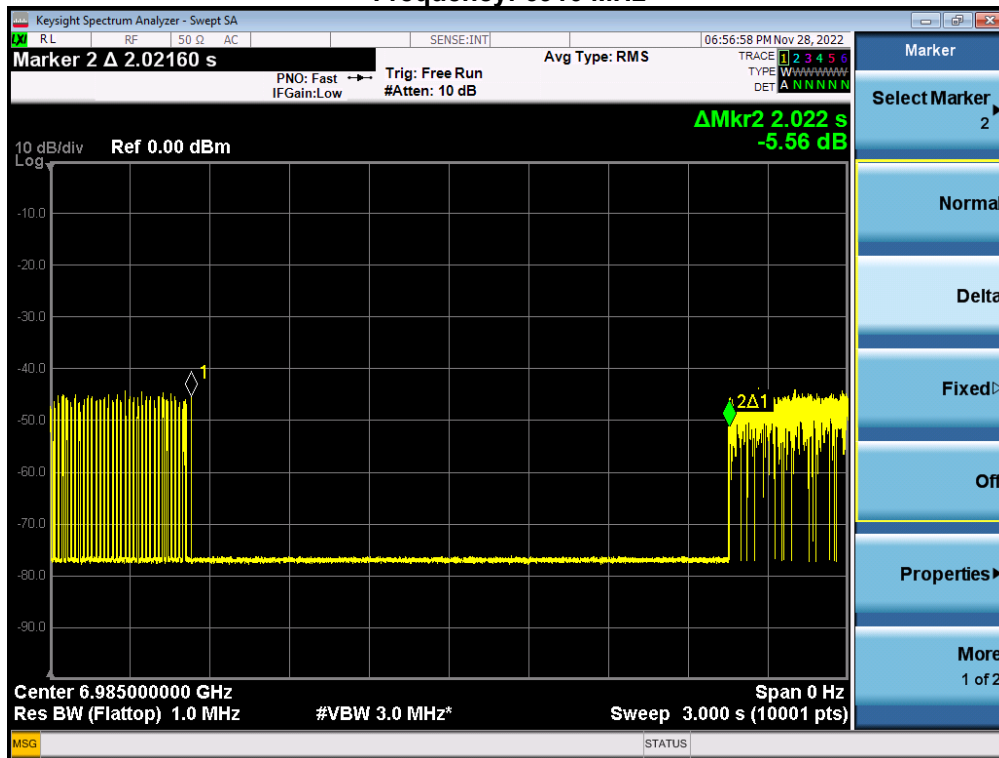 Keysight Spectrum Analyzer - Swept SA
LXI RL RF 50 Ω AC SENSE:INT 06:56:58 PM Nov 28, 2022
Marker 2 Δ 2.02160 s
PNO: Fast
IFGain:Low
Trig: Free Run
#Atten: 10 dB
Avg Type: RMS
TRACE 1 2 3 4 5 6
TYPE WWWWWW
DET A N N N N N
ΔMkr2 2.022 s
-5.56 dB
10 dB/div Ref 0.00 dBm
Log
-10.0
-20.0
-30.0
-40.0
-50.0
-60.0
-70.0
-80.0
-90.0
1
2Δ1
Center 6.985000000 GHz Span 0 Hz
Res BW (Flattop) 1.0 MHz #VBW 3.0 MHz* Sweep 3.000 s (10001 pts)
MSG STATUS
Marker
Select Marker
2
Normal
Delta
Fixed
Off
Properties
More
1 of 2